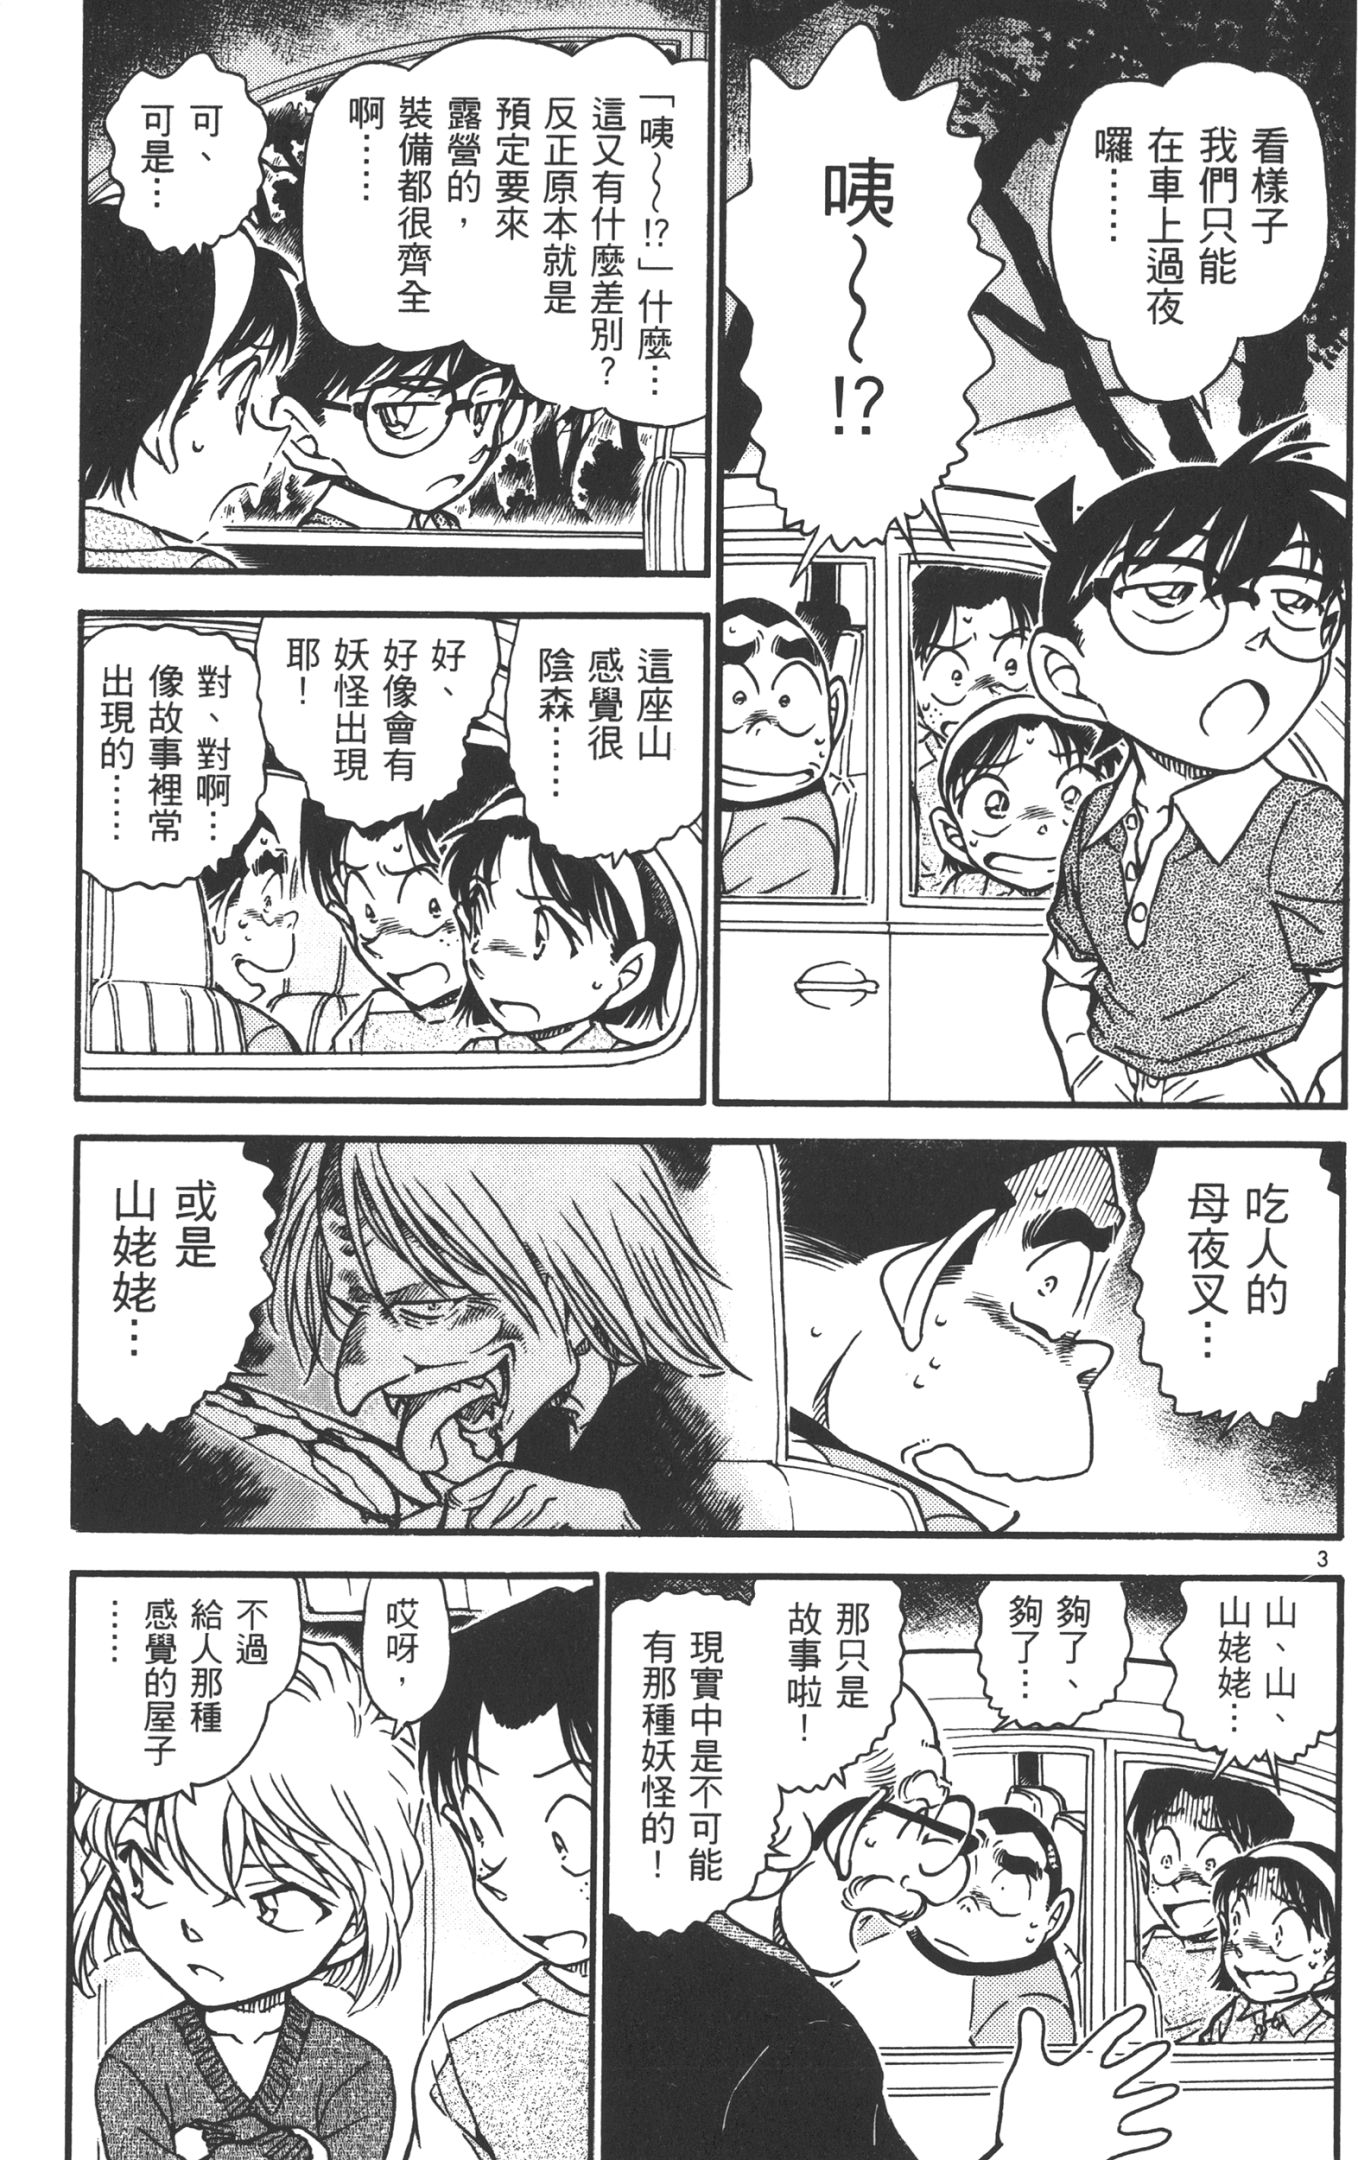 看樣子
我們只能
在車上過夜
囉……
咦～～!?
「咦～!?」什麼…
這又有什麼差別？
反正原本就是
預定要來
露營的，
裝備都很齊全
啊……
可、
可是…
這座山
感覺很
陰森……
好、
好像會有
妖怪出現
耶！
對、對啊…
像故事裡常
出現的……
吃人的
母夜叉…
或是
山姥姥…
3
山、山、
山姥姥…
夠了、
夠了…
那只是
故事啦！
現實中是不可能
有那種妖怪的！
哎呀，
不過
給人那種
感覺的屋子
……